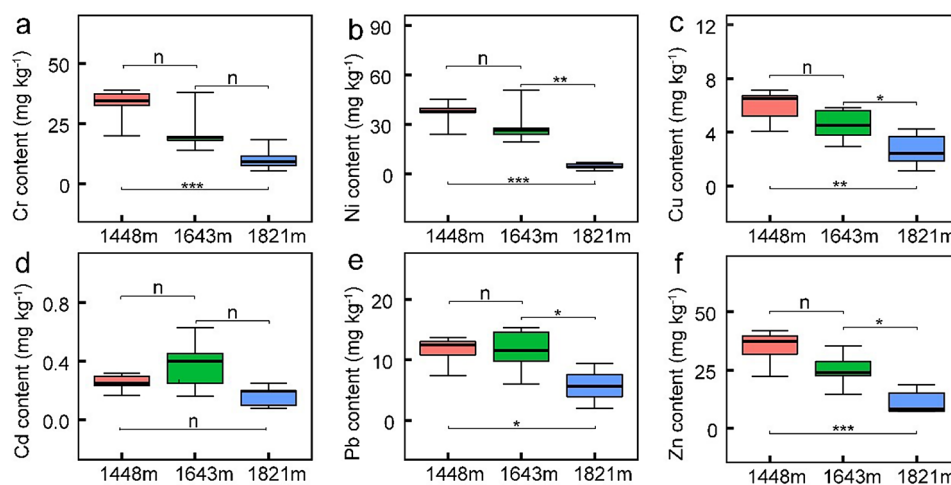 a
Cr content (mg kg⁻¹)
50
25
0
n
n
***
1448m 1643m 1821m
b
Ni content (mg kg⁻¹)
90
60
30
0
n
**
***
1448m 1643m 1821m
c
Cu content (mg kg⁻¹)
12
8
4
0
n
*
**
1448m 1643m 1821m
d
Cd content (mg kg⁻¹)
0.8
0.4
0.0
n
n
n
1448m 1643m 1821m
e
Pb content (mg kg⁻¹)
20
10
0
n
*
*
1448m 1643m 1821m
f
Zn content (mg kg⁻¹)
50
25
0
n
*
***
1448m 1643m 1821m